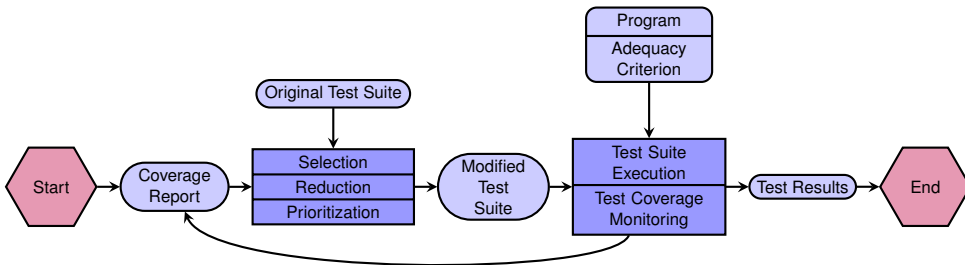 Program
Adequacy
Criterion
Original Test Suite
Start
Coverage
Report
Selection
Reduction
Prioritization
Modified
Test
Suite
Test Suite
Execution
Test Coverage
Monitoring
Test Results
End